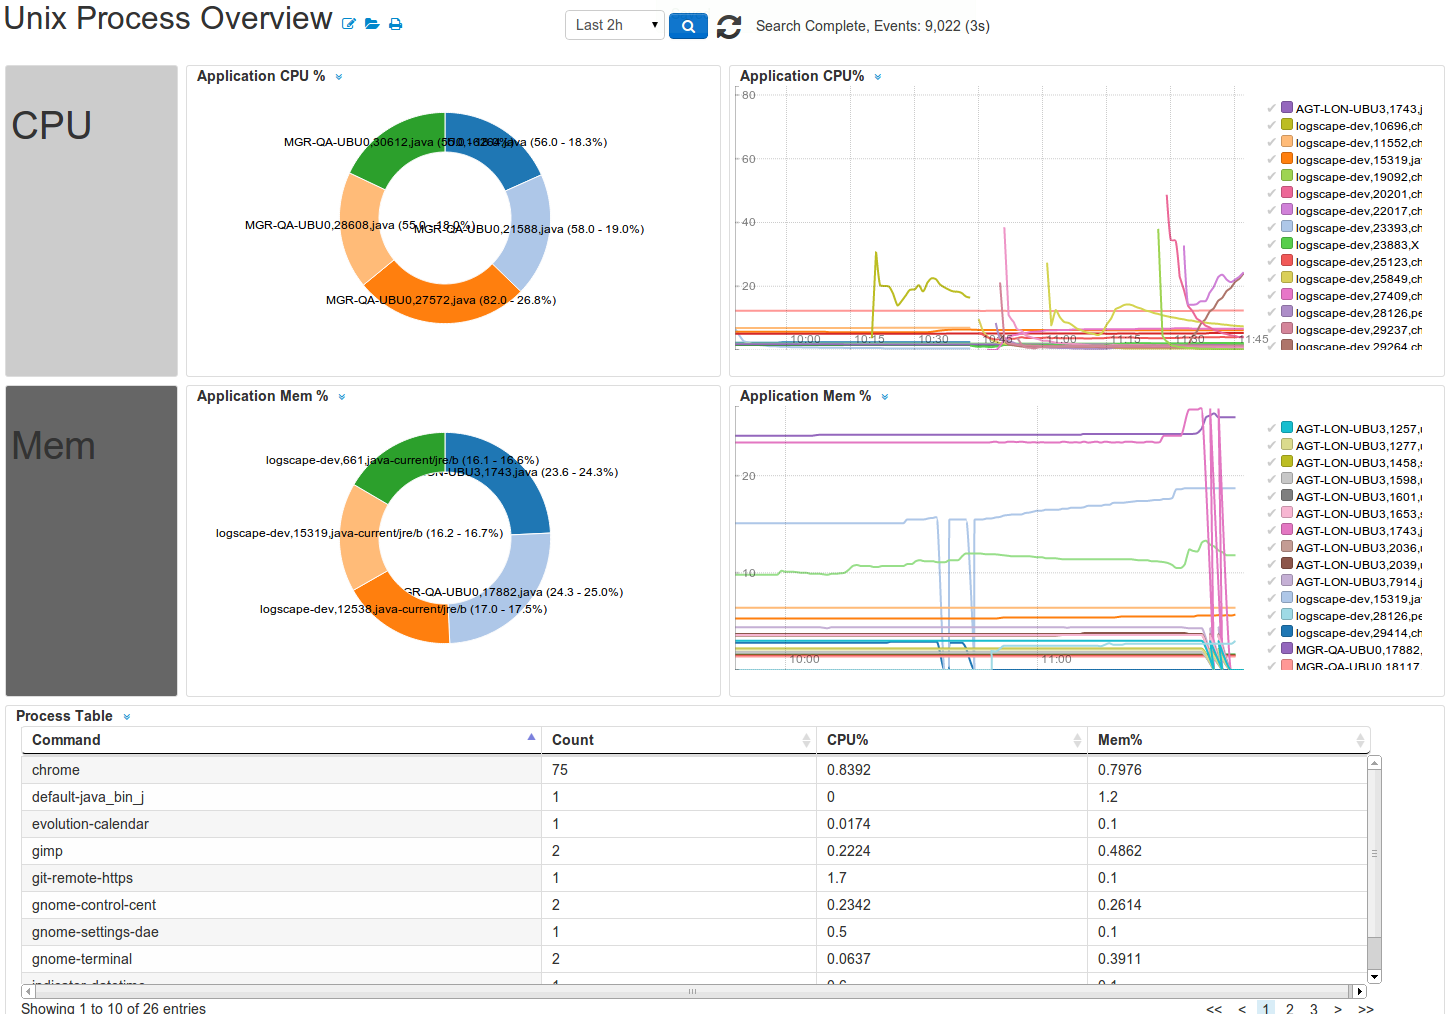 Unix Process Overview
Last 2h
Search Complete, Events: 9,022 (3s)
CPU
Application CPU %
MGR-QA-UBU0,30612,java (55.0
java (56.0 - 18.3%)
MGR-QA-UBU0,28608,java (55.0 - 18.0%)
MGR-QA-UBU0,21588,java (58.0 - 19.0%)
MGR-QA-UBU0,27572,java (82.0 - 26.8%)
Application CPU%
80
60
40
20
10:00
10:15
10:30
10:45
11:00
11:15
11:30
11:45
AGT-LON-UBU3,1743,j
logscape-dev,10696,ch
logscape-dev,11552,ch
logscape-dev,15319,ja
logscape-dev,19092,ch
logscape-dev,20201,ch
logscape-dev,22017,ch
logscape-dev,23393,ch
logscape-dev,23883,X
logscape-dev,25123,ch
logscape-dev,25849,ch
logscape-dev,27409,ch
logscape-dev,28126,pe
logscape-dev,29237,ch
logscape-dev,29264,ch
Mem
Application Mem %
logscape-dev,661,java-current/jre/b (16.1 - 16.6%)
-UBU3,1743,java (23.6 - 24.3%)
logscape-dev,15319,java-current/jre/b (16.2 - 16.7%)
GR-QA-UBU0,17882,java (24.3 - 25.0%)
logscape-dev,12538,java-current/jre/b (17.0 - 17.5%)
Application Mem %
20
10
10:00
11:00
AGT-LON-UBU3,1257,
AGT-LON-UBU3,1277,
AGT-LON-UBU3,1458,
AGT-LON-UBU3,1598,
AGT-LON-UBU3,1601,
AGT-LON-UBU3,1653,
AGT-LON-UBU3,1743,j
AGT-LON-UBU3,2036,
AGT-LON-UBU3,2039,
AGT-LON-UBU3,7914,j
logscape-dev,15319,ja
logscape-dev,28126,pe
logscape-dev,29414,ch
MGR-QA-UBU0,17882,
MGR-QA-UBU0,18117,
Process Table
Command Count CPU% Mem%
chrome 75 0.8392 0.7976
default-java_bin_j 1 0 1.2
evolution-calendar 1 0.0174 0.1
gimp 2 0.2224 0.4862
git-remote-https 1 1.7 0.1
gnome-control-cent 2 0.2342 0.2614
gnome-settings-dae 1 0.5 0.1
gnome-terminal 2 0.0637 0.3911
indicator-datetime 1 0.6 0.1
Showing 1 to 10 of 26 entries
<< < 1 2 3 > >>